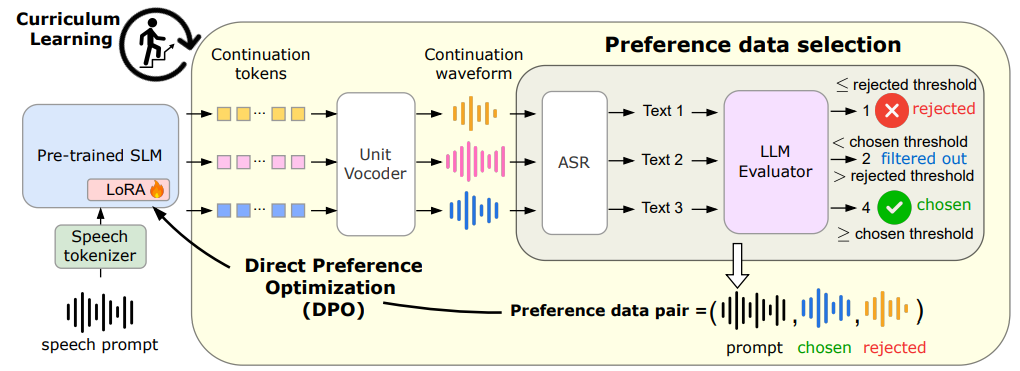 Curriculum
Learning
Preference data selection
Continuation
tokens
Continuation
waveform
≤ rejected threshold
Pre-trained SLM
LoRA
...
...
...
Unit
Vocoder
ASR
Text 1
Text 2
Text 3
LLM
Evaluator
1 rejected
< chosen threshold
2 filtered out
> rejected threshold
4 chosen
≥ chosen threshold
Speech
tokenizer
speech prompt
Direct Preference
Optimization
(DPO)
Preference data pair = ( , , )
prompt chosen rejected